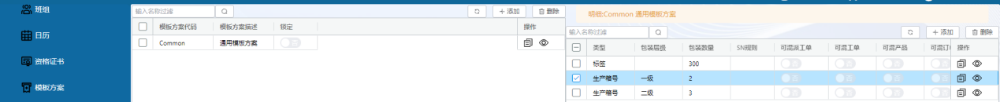 班组
日历
资格证书
模板方案
输入名称过滤
+ 添加
删除
模板方案代码 模板方案描述 锁定 操作
Common 通用模板方案 否
明细:Common 通用模板方案
输入名称过滤
+ 添加
删除
类型 包装层级 包装数量 SN规则 可混派工单 可混工单 可混产品 可混订 操作
标签 300 否 否 否 否
生产箱号 一级 2 否 否 否 否
生产箱号 二级 3 否 否 否 否